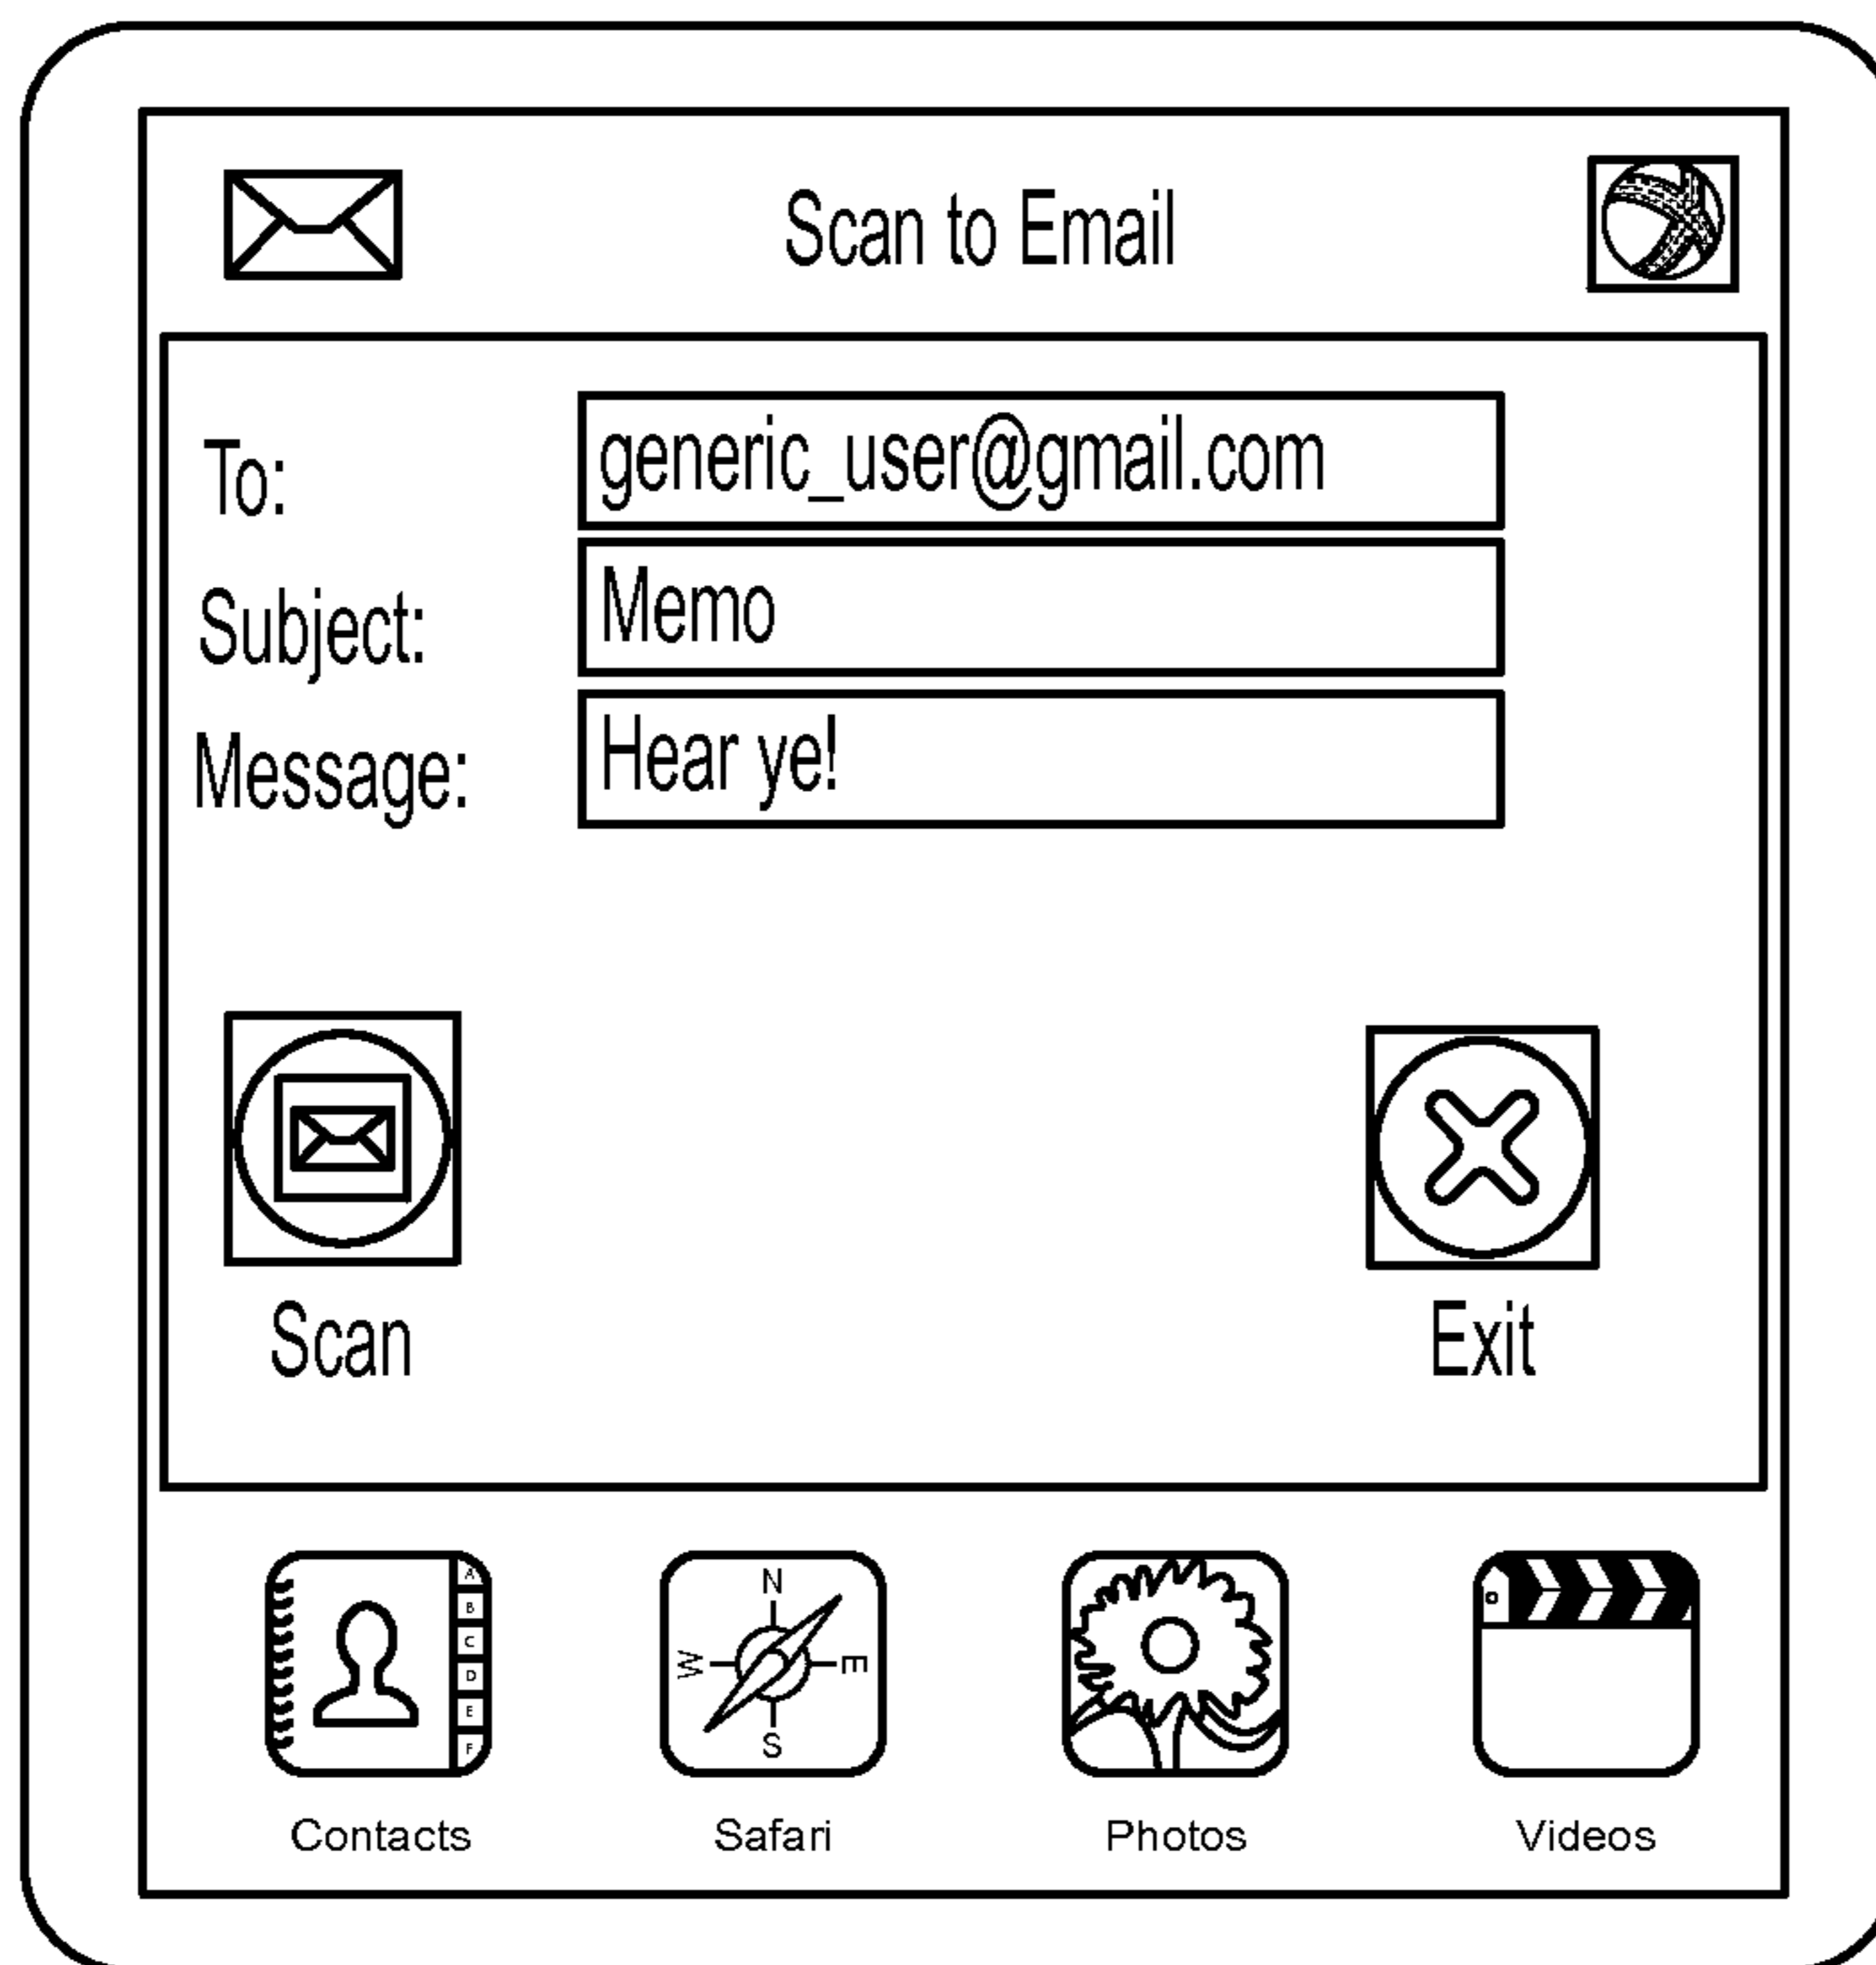 Scan to Email
To: generic_user@gmail.com
Subject: Memo
Message: Hear ye!
Scan Exit
A
B
C
D
E
F
N
W E
S
Contacts Safari Photos Videos